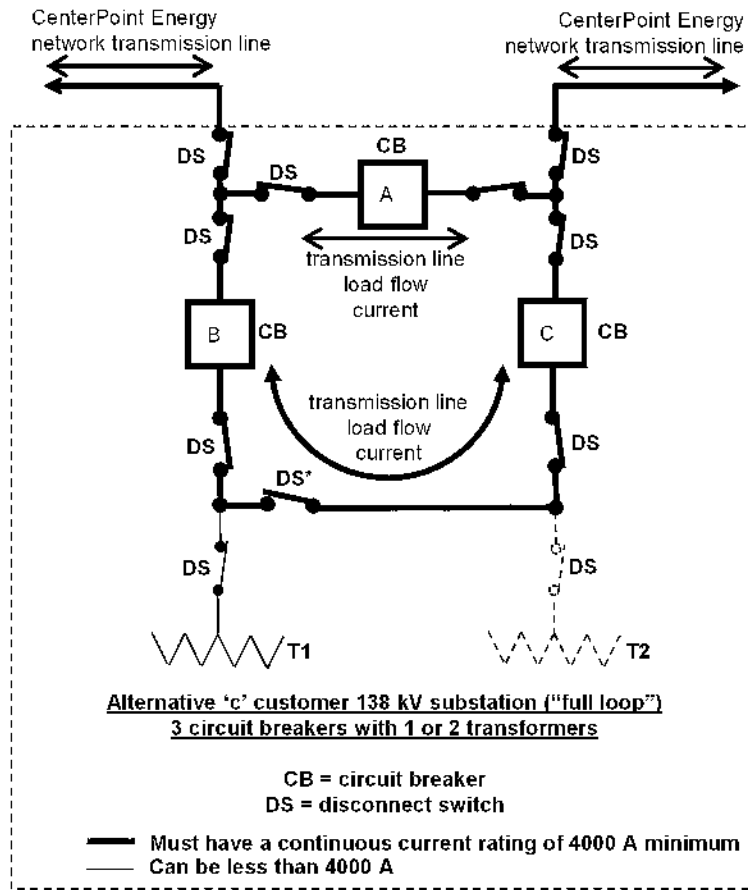 CenterPoint Energy
network transmission line
CenterPoint Energy
network transmission line
DS
DS
CB
A
DS
DS
transmission line
load flow
current
DS
B
CB
C
CB
transmission line
load flow
current
DS
DS*
DS
DS
DS
T1
T2
Alternative ‘c’ customer 138 kV substation (“full loop”)
3 circuit breakers with 1 or 2 transformers
CB = circuit breaker
DS = disconnect switch
Must have a continuous current rating of 4000 A minimum
Can be less than 4000 A